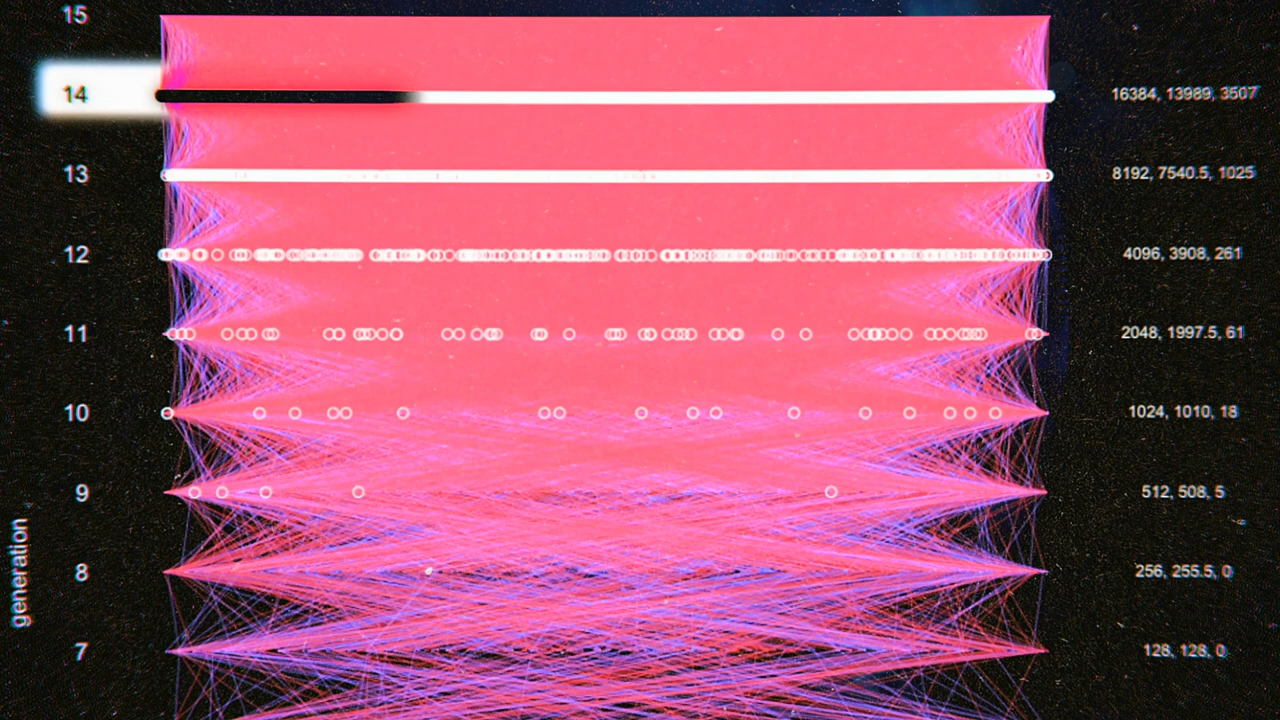 15
14 16384, 13989, 3507
13 8192, 7540.5, 1025
12 4096, 3908, 261
11 2048, 1997.5, 61
10 1024, 1010, 18
9 512, 508, 5
8 256, 255.5, 0
7 128, 128, 0
generation